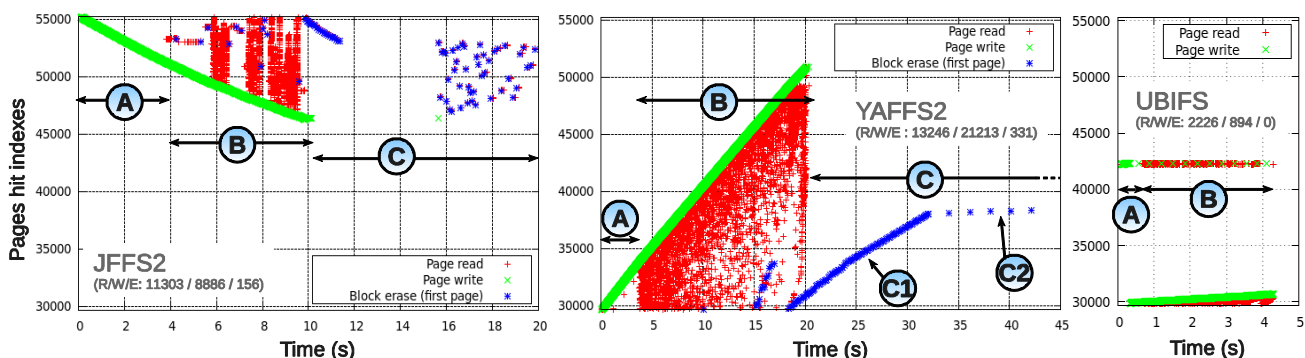 Pages hit indexes
55000
50000
45000
40000
35000
30000
A
B
C
JFFS2
(R/W/E: 11303 / 8886 / 156)
Page read
Page write
Block erase (first page)
0 2 4 6 8 10 12 14 16 18 20
Time (s)
55000
50000
45000
40000
35000
30000
Page read
Page write
Block erase (first page)
YAFFS2
(R/W/E : 13246 / 21213 / 331)
A
B
C
C1
C2
0 5 10 15 20 25 30 35 40 45
Time (s)
55000
50000
45000
40000
35000
30000
Page read
Page write
UBIFS
(R/W/E: 2226 / 894 / 0)
A
B
0 1 2 3 4 5
Time (s)